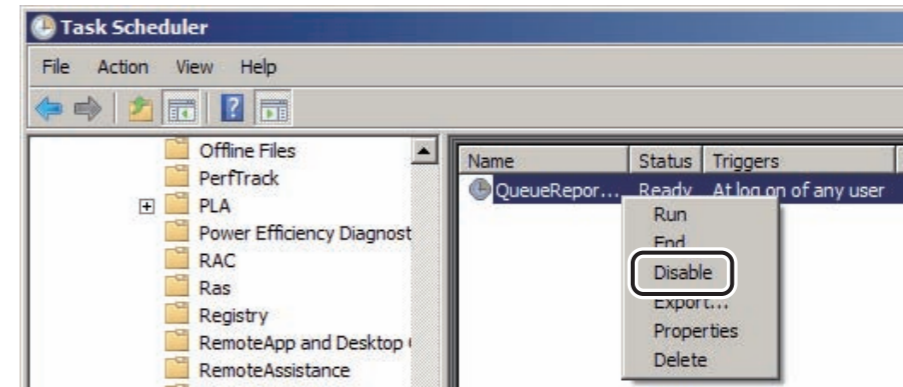 Task Scheduler
File Action View Help
Offline Files
PerfTrack
PLA
Power Efficiency Diagnost
RAC
Ras
Registry
RemoteApp and Desktop
RemoteAssistance
Name Status Triggers
QueueRepor... Ready At log on of any user
Run
End
Disable
Export...
Properties
Delete